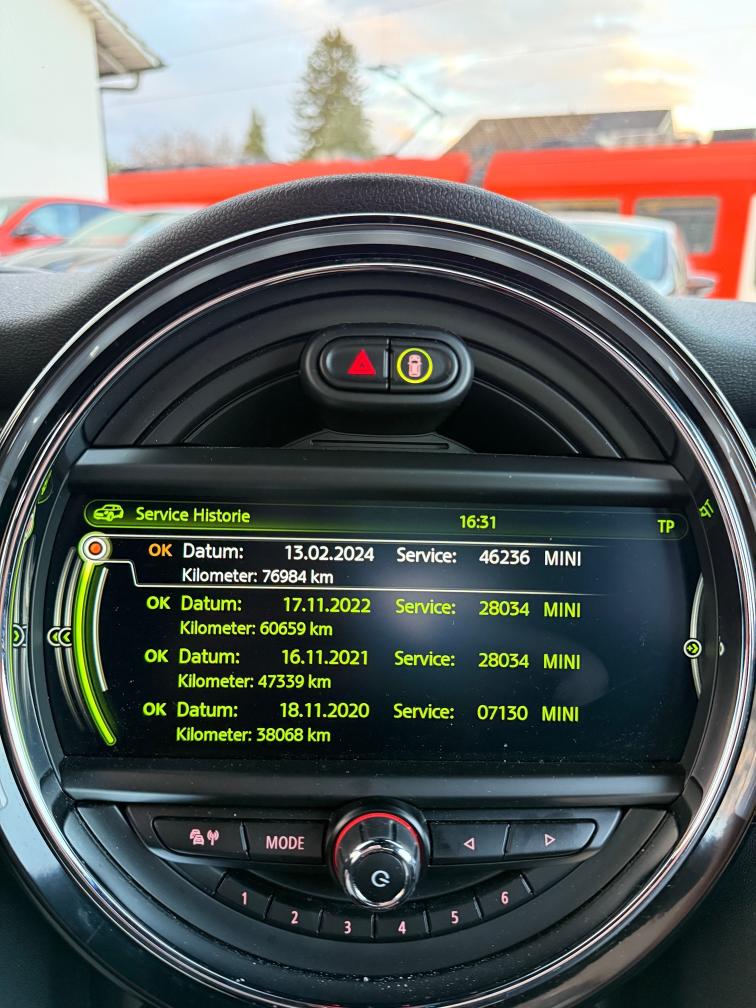 Service Historie 16:31 TP
OK Datum: 13.02.2024 Service: 46236 MINI
Kilometer: 76984 km
OK Datum: 17.11.2022 Service: 28034 MINI
Kilometer: 60659 km
OK Datum: 16.11.2021 Service: 28034 MINI
Kilometer: 47339 km
OK Datum: 18.11.2020 Service: 07130 MINI
Kilometer: 38068 km
MODE
1 2 3 4 5 6